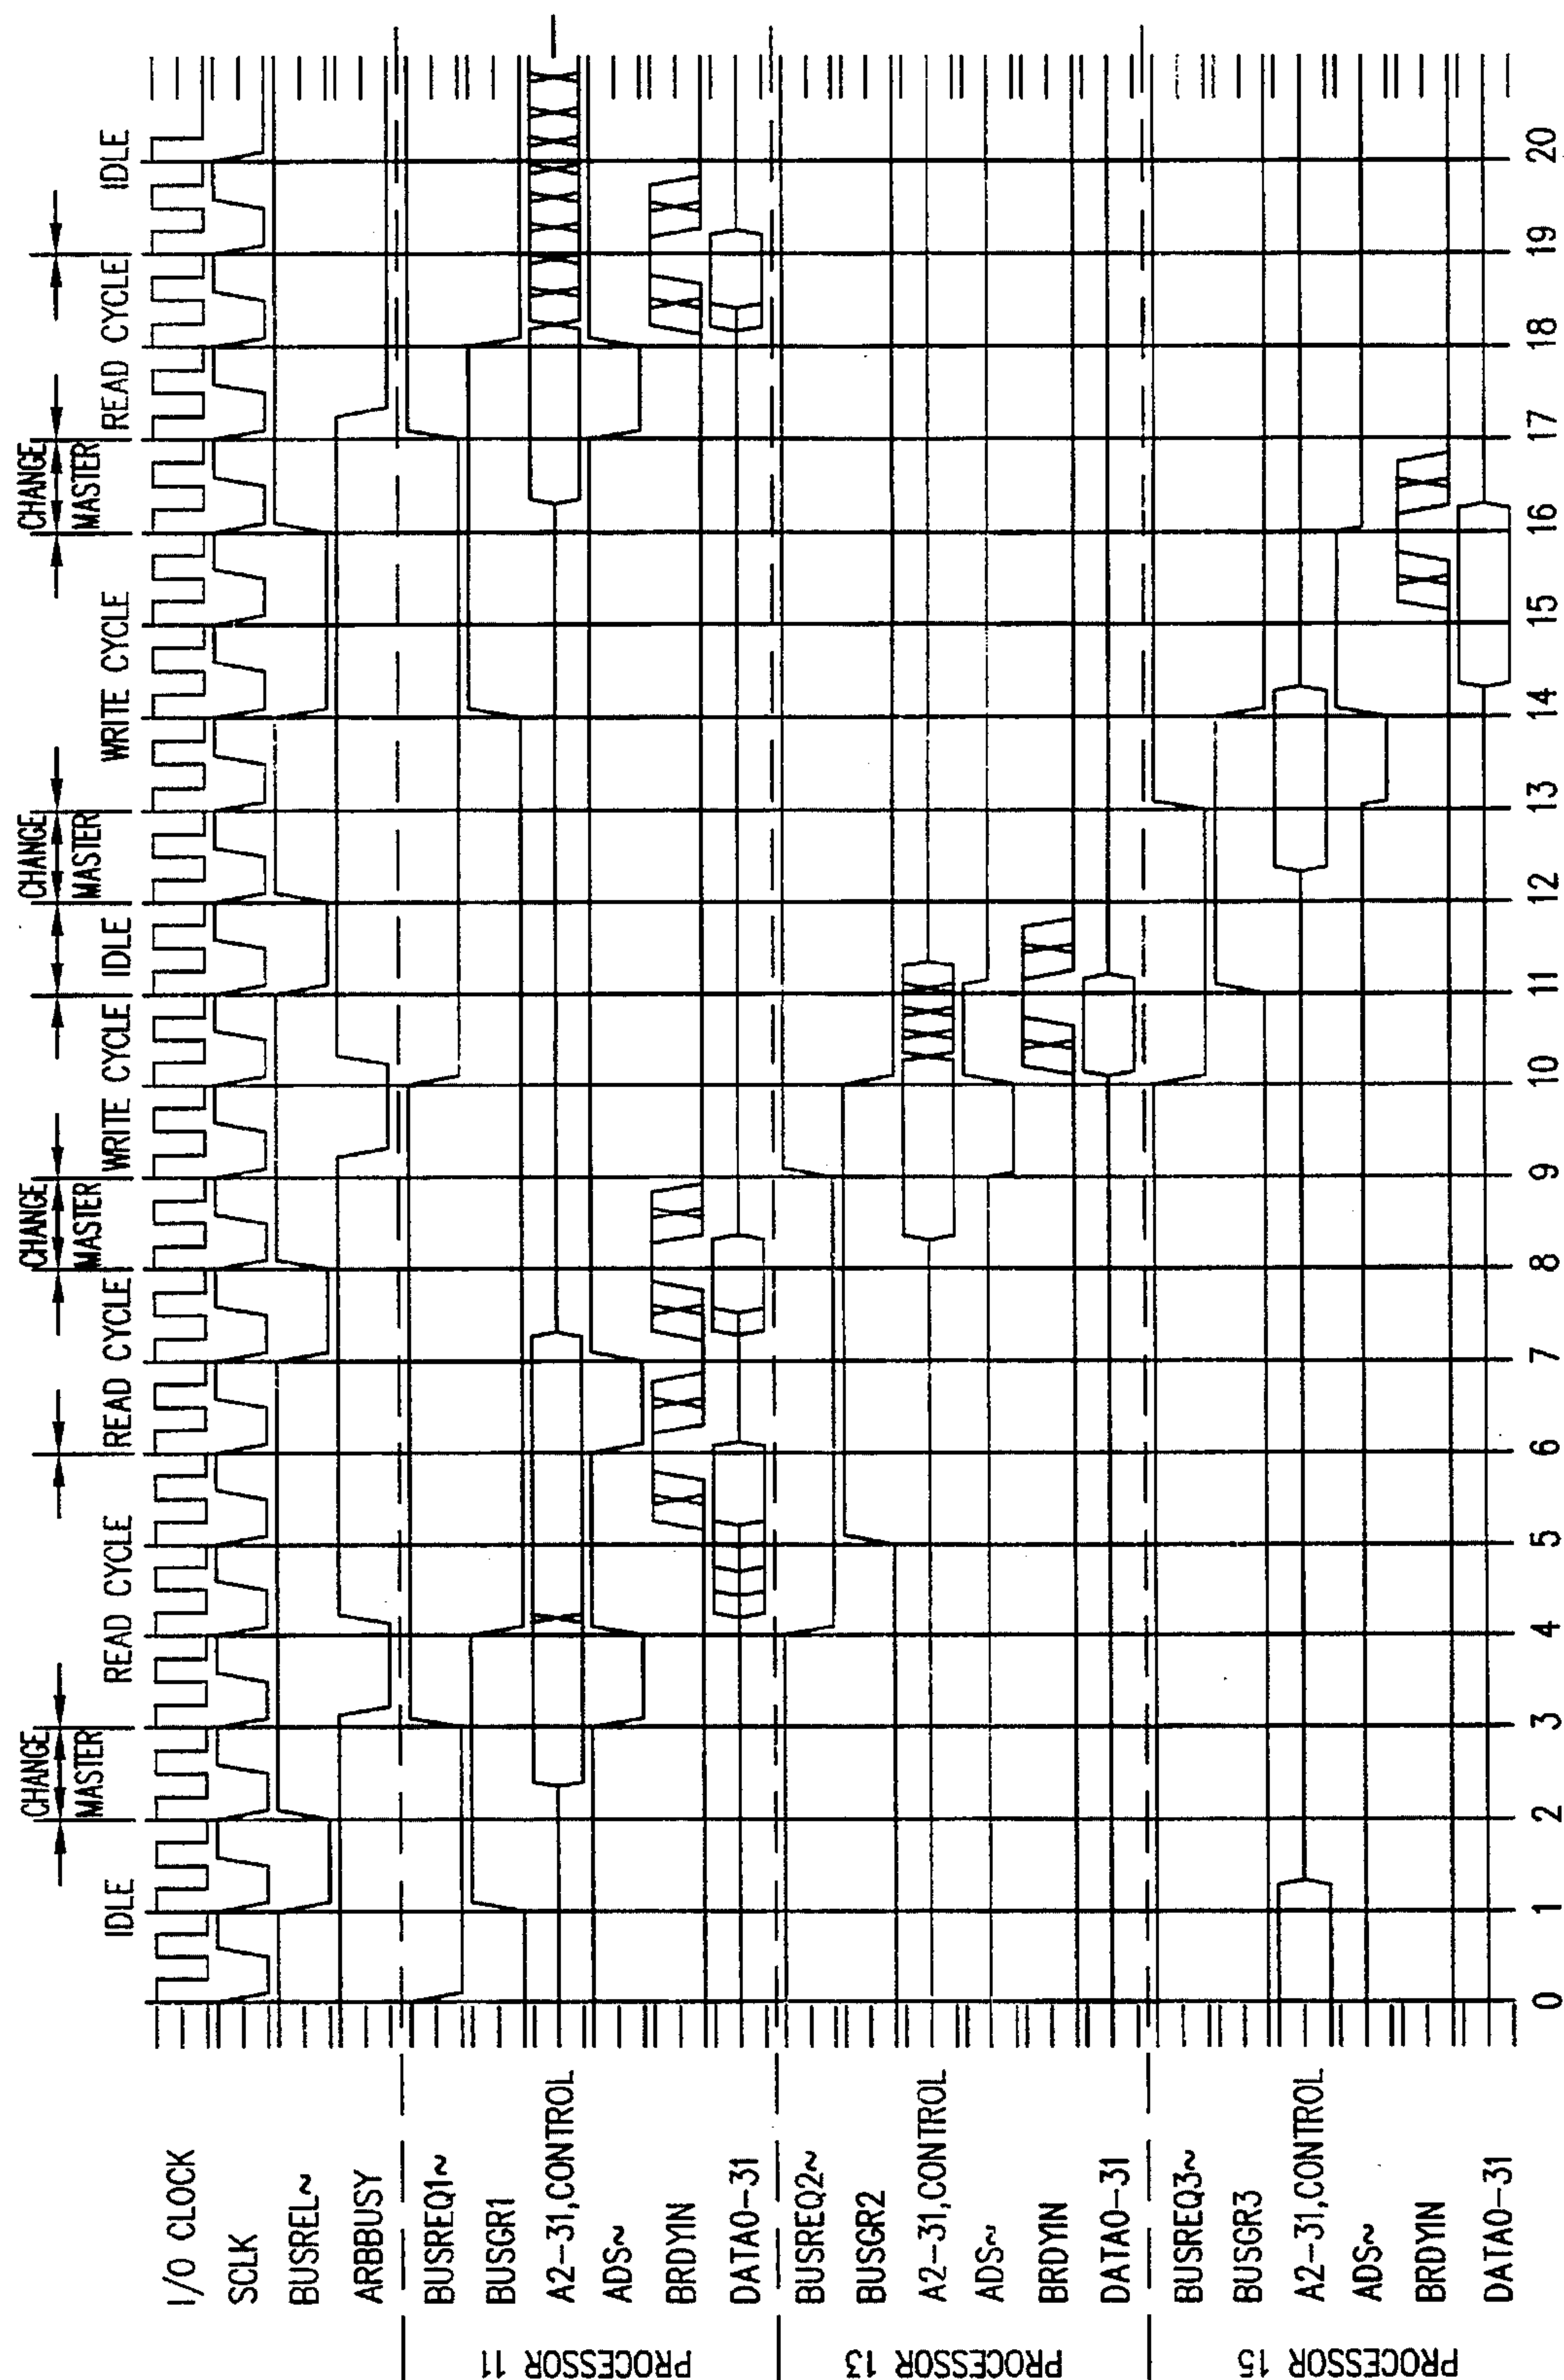 CHANGE CHANGE CHANGE CHANGE
IDLE MASTER READ CYCLE READ CYCLE MASTER WRITE CYCLE IDLE MASTER WRITE CYCLE MASTER READ CYCLE IDLE
I/O CLOCK
SCLK
BUSREL~
ARBBUSY
PROCESSOR 11
BUSREQ1~
BUSGR1
A2-31,CONTROL
ADS~
BRDYIN
DATA0-31
PROCESSOR 13
BUSREQ2~
BUSGR2
A2-31,CONTROL
ADS~
BRDYIN
DATA0-31
PROCESSOR 15
BUSREQ3~
BUSGR3
A2-31,CONTROL
ADS~
BRDYIN
DATA0-31
0 1 2 3 4 5 6 7 8 9 10 11 12 13 14 15 16 17 18 19 20